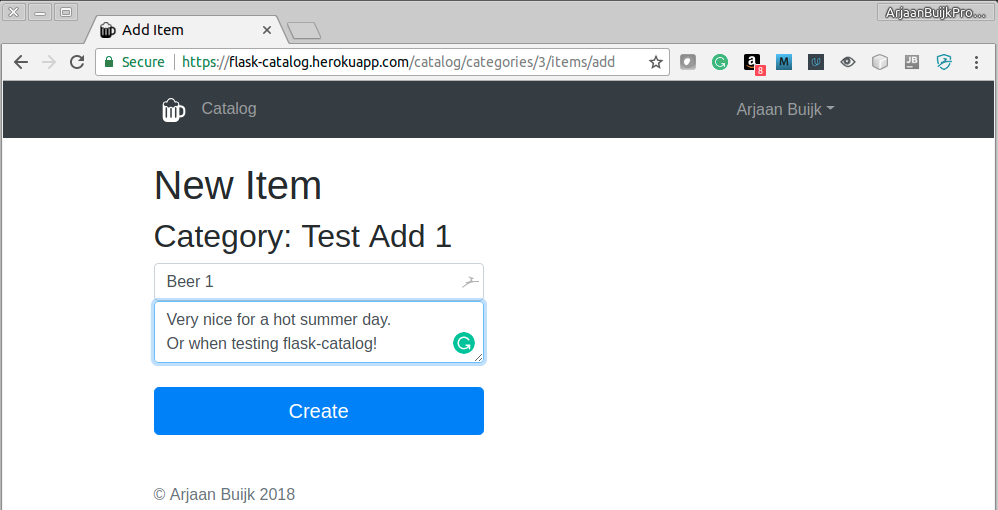 ArjaanBuijkPro...
Add Item
Secure
https://flask-catalog.herokuapp.com/catalog/categories/3/items/add
a
8
M
JB
Catalog
Arjaan Buijk
New Item
Category: Test Add 1
Beer 1
Very nice for a hot summer day.
Or when testing flask-catalog!
Create
© Arjaan Buijk 2018